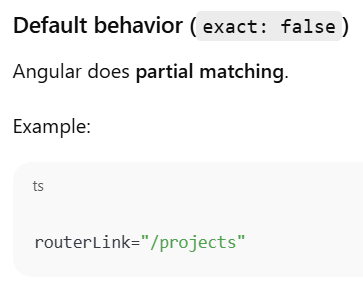 Default behavior (exact: false)
Angular does partial matching.
Example:
ts
routerLink="/projects"